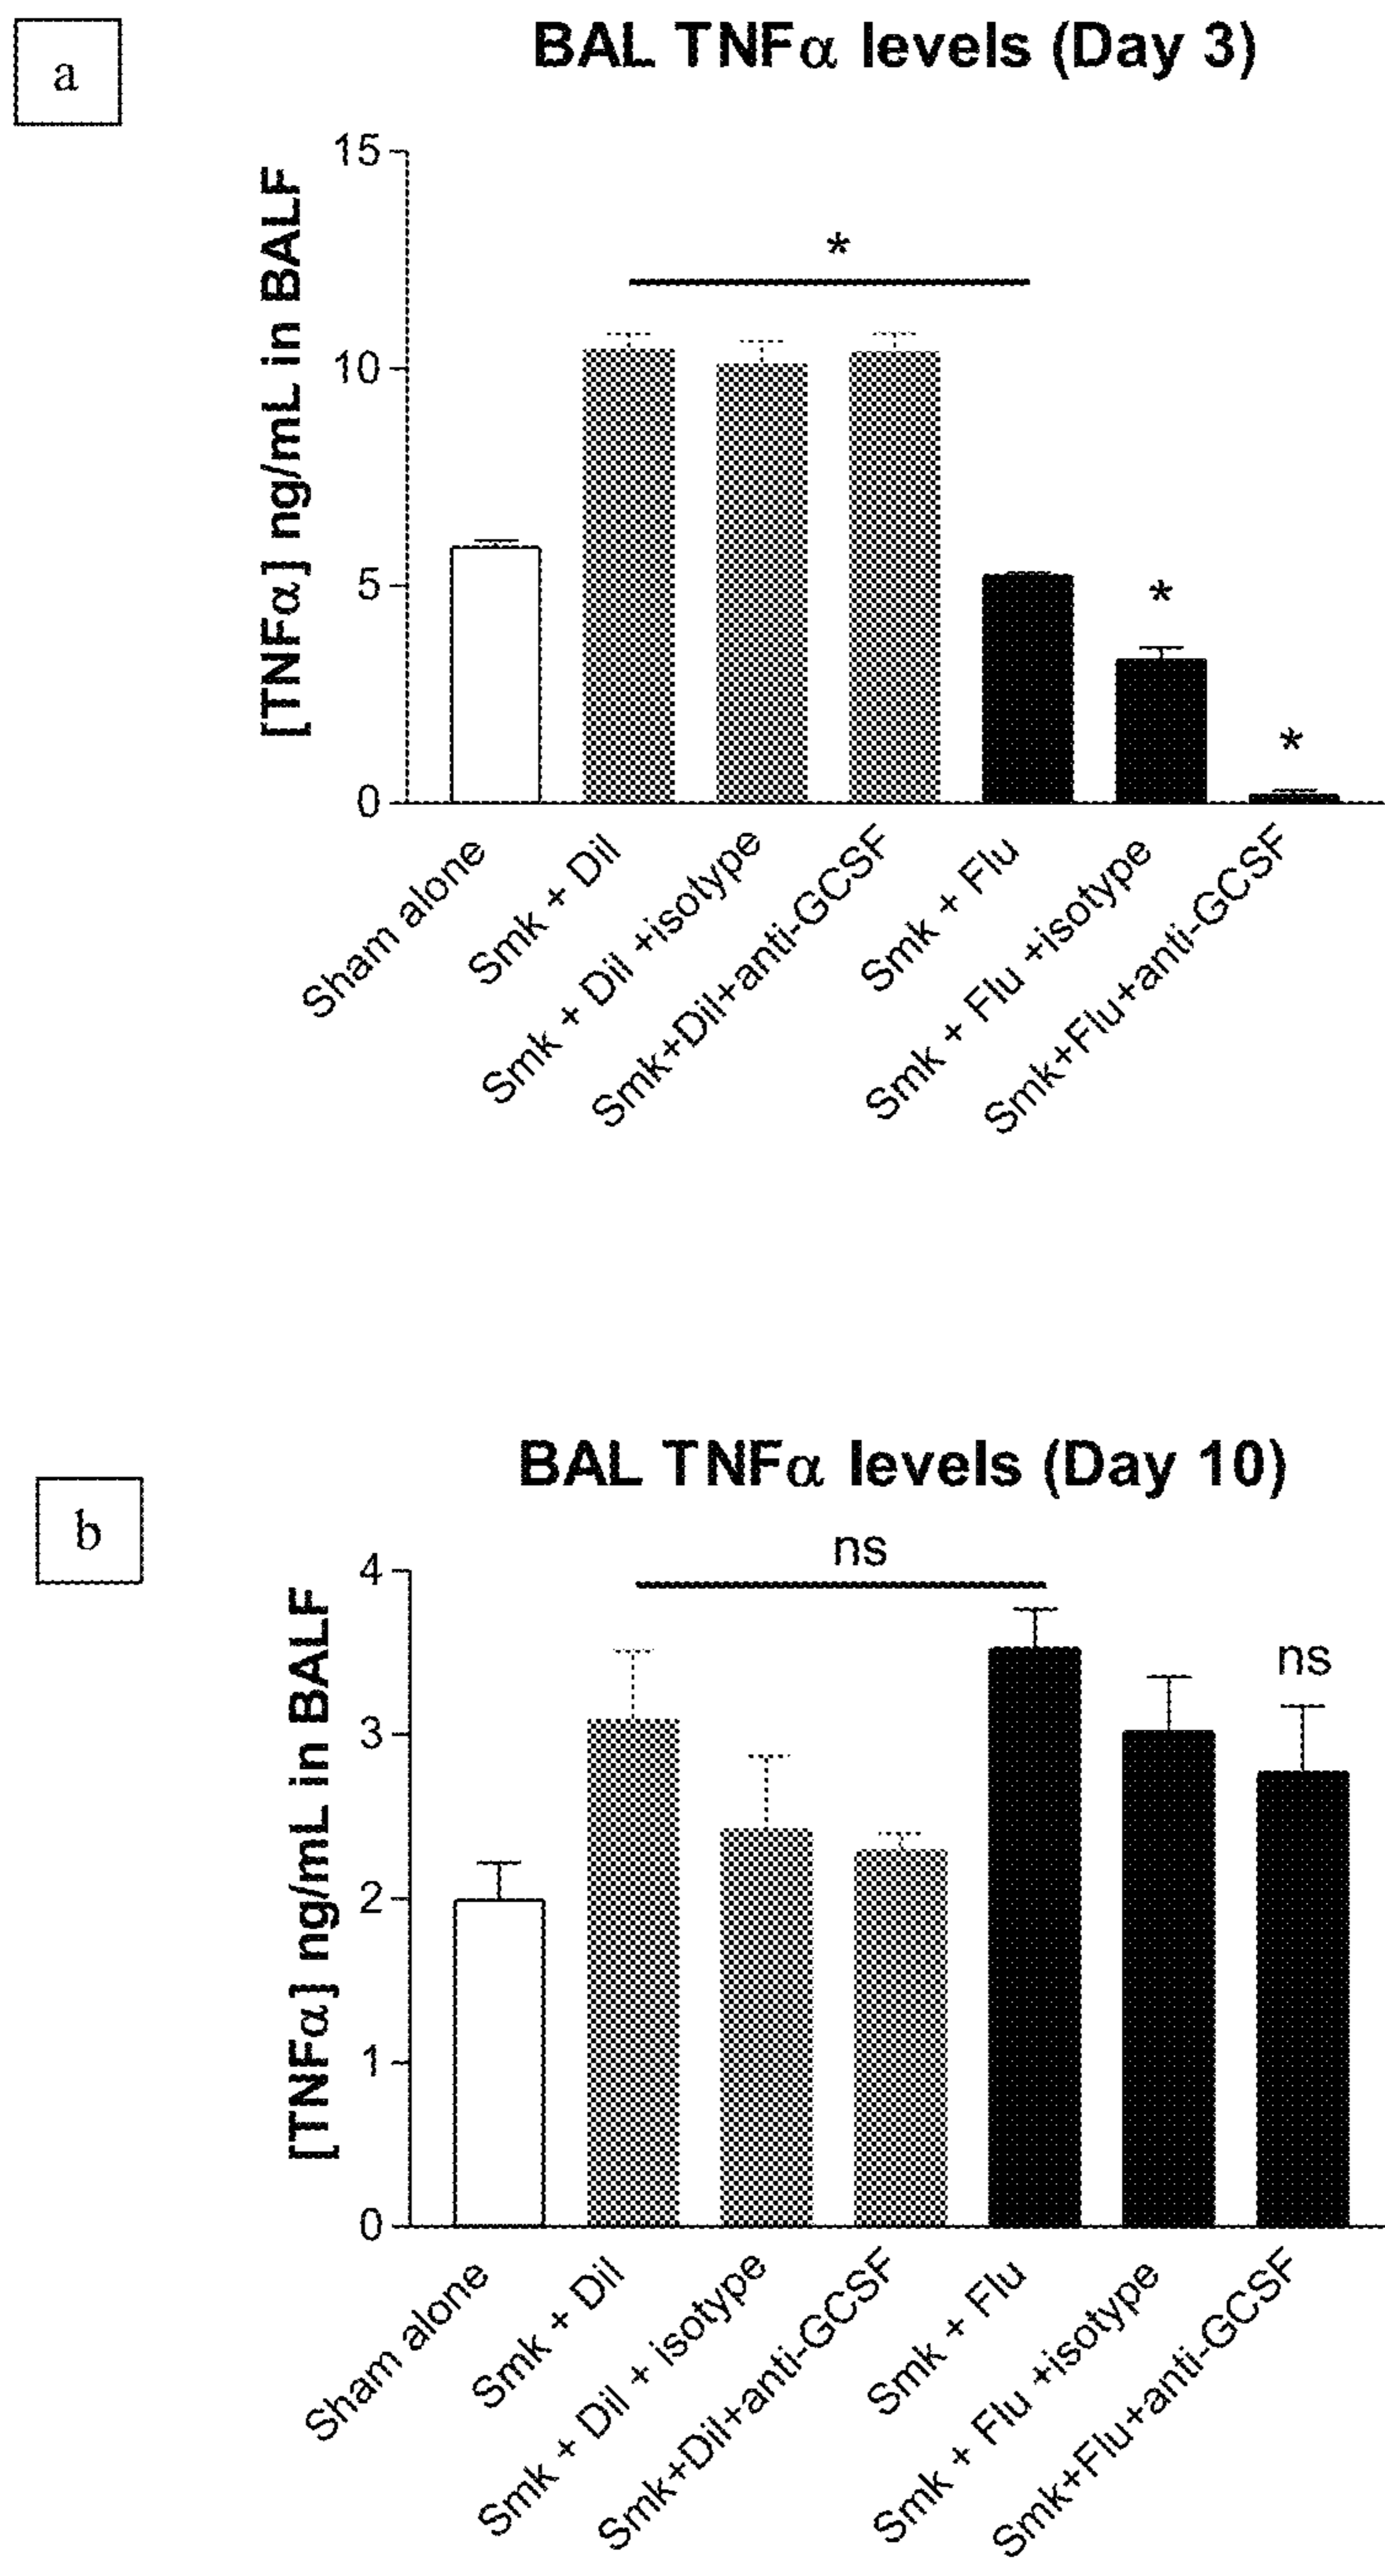 a
BAL TNFα levels (Day 3)
[TNFα] ng/mL in BALF
15
10
5
0
*
*
*
Sham alone
Smk + Dil
Smk + Dil +isotype
Smk+Dil+anti-GCSF
Smk + Flu
Smk + Flu +isotype
Smk+Flu+anti-GCSF
b
BAL TNFα levels (Day 10)
[TNFα] ng/mL in BALF
4
3
2
1
0
ns
ns
Sham alone
Smk + Dil
Smk + Dil + isotype
Smk+Dil+anti-GCSF
Smk + Flu
Smk + Flu +isotype
Smk+Flu+anti-GCSF